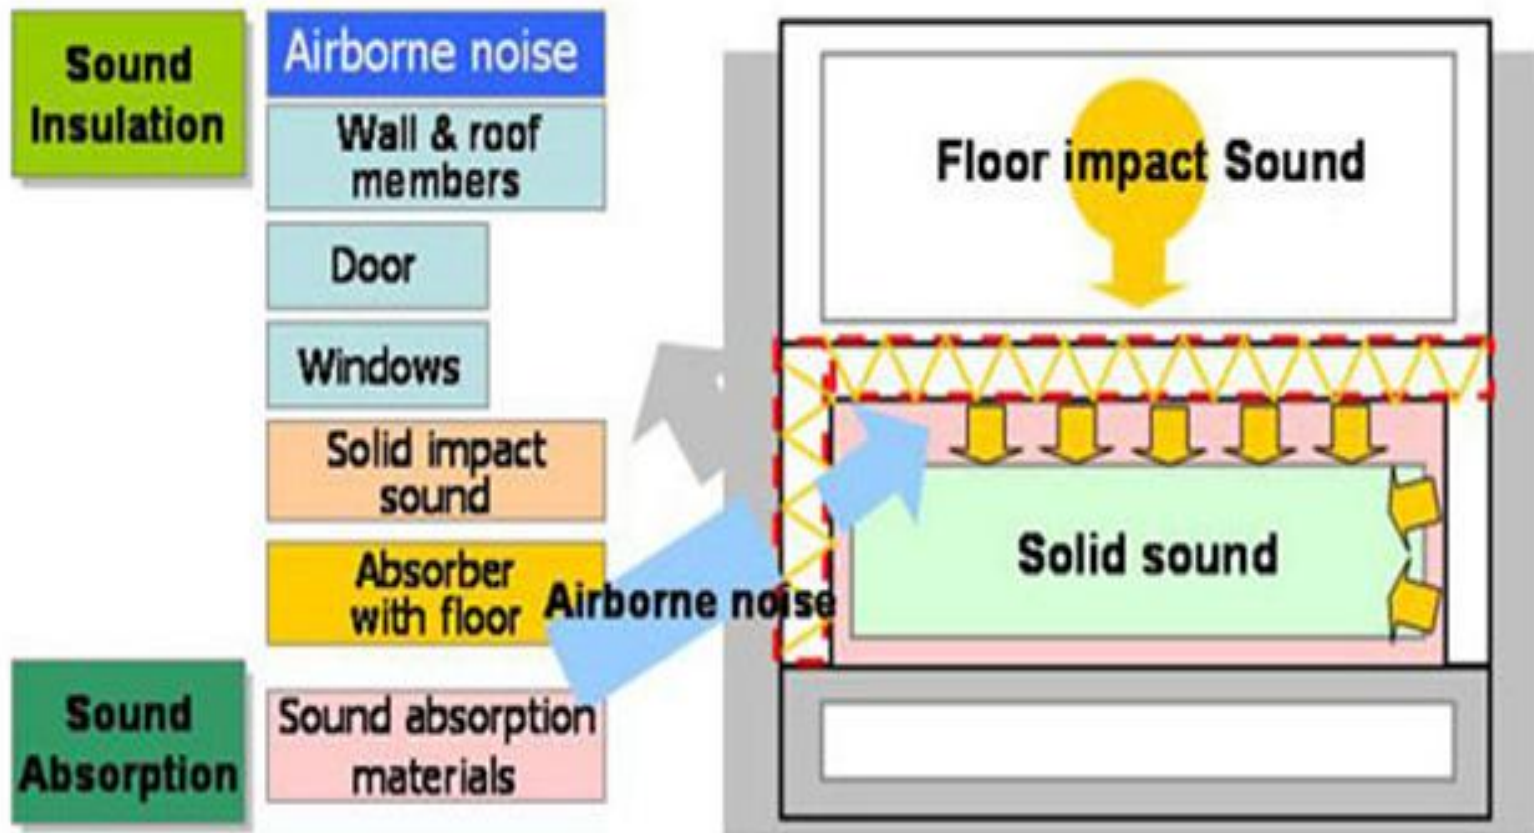 Sound
Insulation
Airborne noise
Wall & roof
members
Door
Windows
Solid impact
sound
Absorber
with floor
Sound
Absorption
Sound absorption
materials
Floor impact Sound
Airborne noise
Solid sound